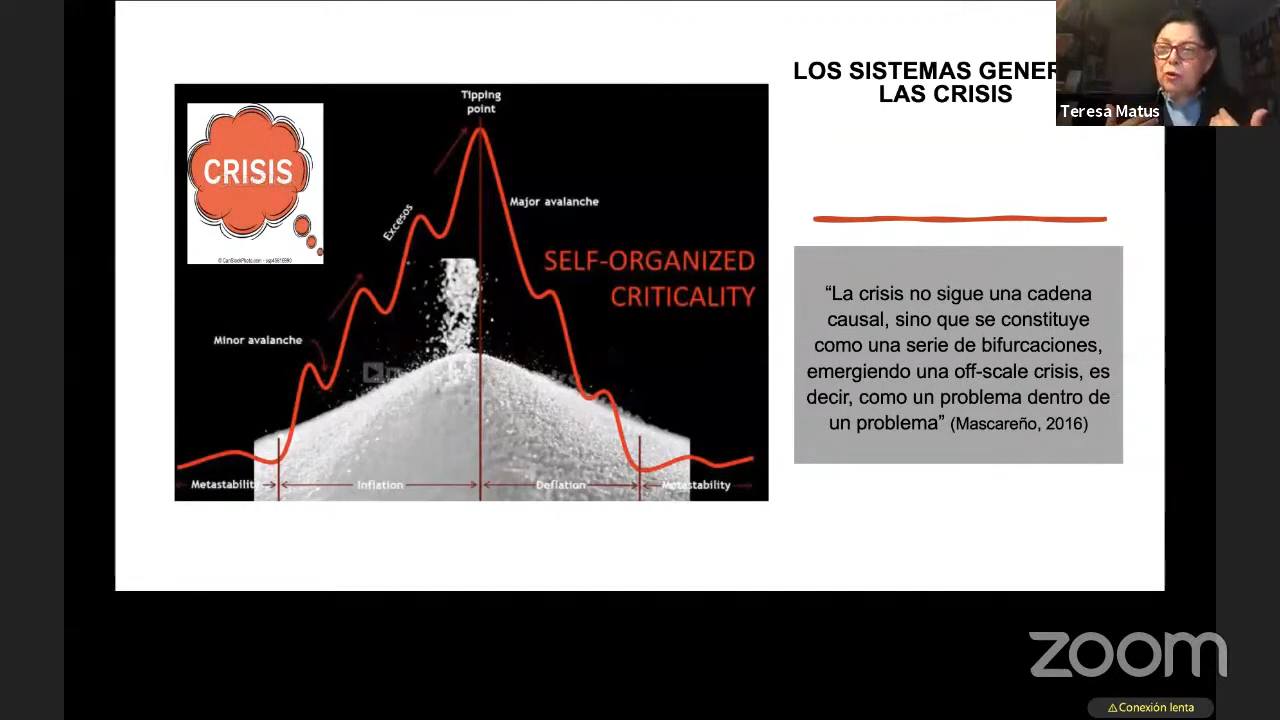 LOS SISTEMAS GENER
LAS CRISIS
Teresa Matus
CRISIS
© CanStockPhoto.com
Tipping
point
Excesos
Major avalanche
SELF-ORGANIZED
CRITICALITY
Minor avalanche
Metastability
Inflation
Deflation
Metastability
“La crisis no sigue una cadena
causal, sino que se constituye
como una serie de bifurcaciones,
emergiendo una off-scale crisis, es
decir, como un problema dentro de
un problema” (Mascareño, 2016)
zoom
Conexión lenta